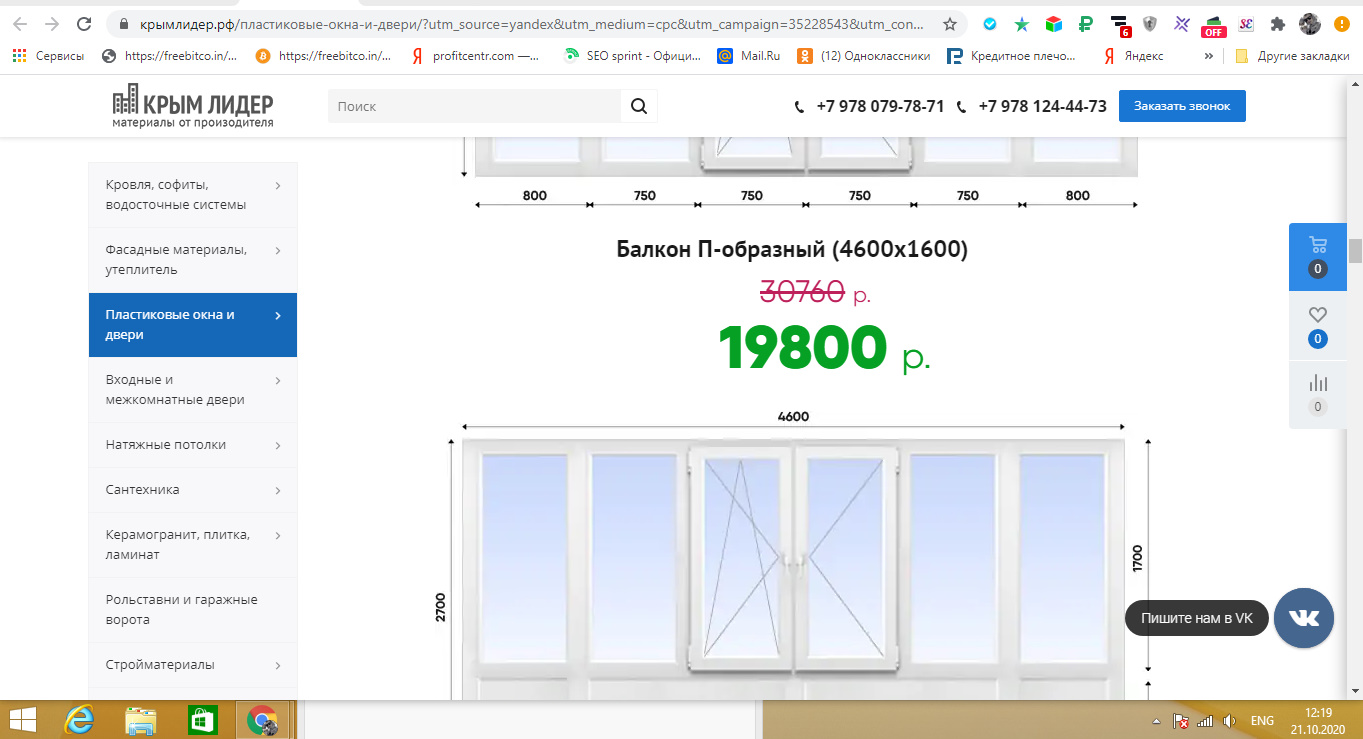 крымлидер.рф/пластиковые-окна-и-двери/?utm_source=yandex&utm_medium=cpc&utm_campaign=35228543&utm_con...
6
OFF
Сервисы
https://freebitco.in/...
https://freebitco.in/...
profitcentr.com —...
SEO sprint - Офици...
Mail.Ru
(12) Одноклассники
Кредитное плечо...
Яндекс
»
Другие закладки
КРЫМ ЛИДЕР
материалы от произодителя
Поиск
+7 978 079-78-71
+7 978 124-44-73
Заказать звонок
Кровля, софиты,
водосточные системы
Фасадные материалы,
утеплитель
Пластиковые окна и
двери
Входные и
межкомнатные двери
Натяжные потолки
Сантехника
Керамогранит, плитка,
ламинат
Рольставни и гаражные
ворота
Стройматериалы
800 750 750 750 750 800
Балкон П-образный (4600x1600)
30760 р.
19800 р.
4600
2700
1700
0
0
0
Пишите нам в VK
ENG
12:19
21.10.2020